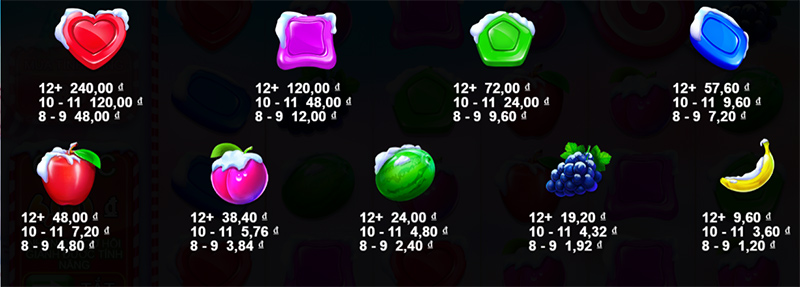 12+ 240,00 ₫
10 - 11 120,00 ₫
8 - 9 48,00 ₫
12+ 120,00 ₫
10 - 11 48,00 ₫
8 - 9 12,00 ₫
12+ 72,00 ₫
10 - 11 24,00 ₫
8 - 9 9,60 ₫
12+ 57,60 ₫
10 - 11 9,60 ₫
8 - 9 7,20 ₫
12+ 48,00 ₫
10 - 11 7,20 ₫
8 - 9 4,80 ₫
12+ 38,40 ₫
10 - 11 5,76 ₫
8 - 9 3,84 ₫
12+ 24,00 ₫
10 - 11 4,80 ₫
8 - 9 2,40 ₫
12+ 19,20 ₫
10 - 11 4,32 ₫
8 - 9 1,92 ₫
12+ 9,60 ₫
10 - 11 3,60 ₫
8 - 9 1,20 ₫